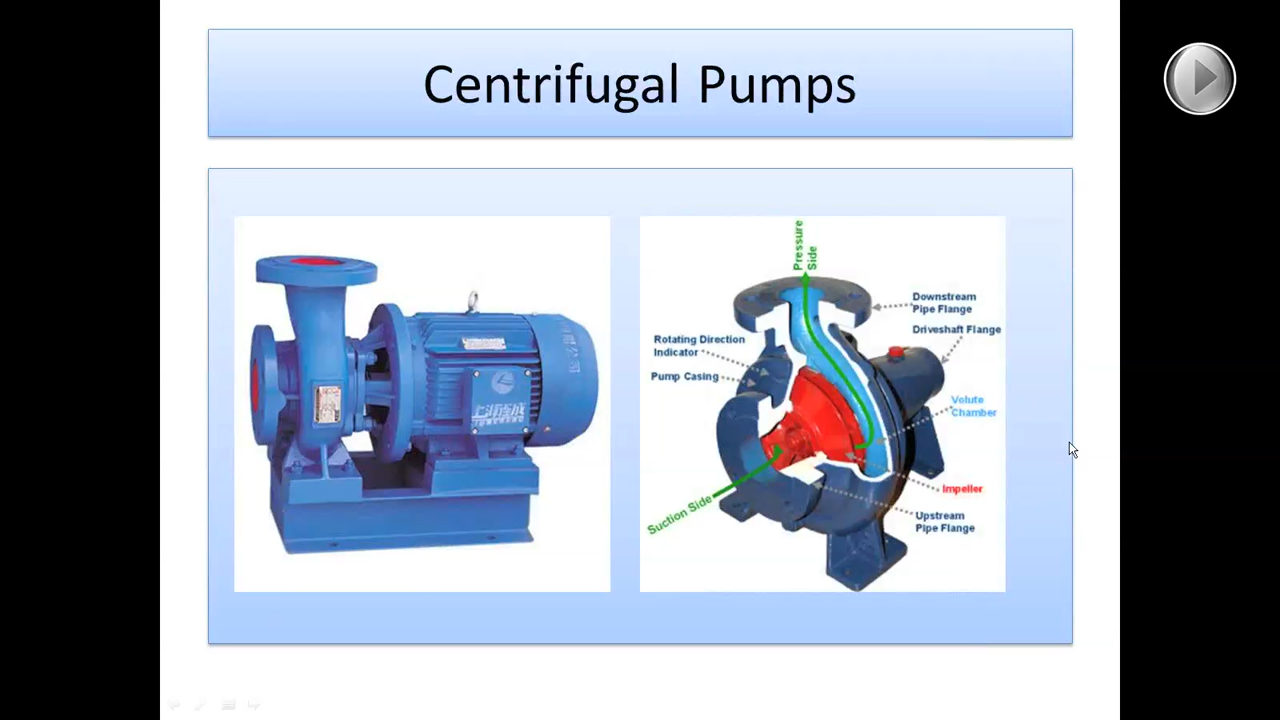 Centrifugal Pumps
Pressure
Side
Downstream
Pipe Flange
Driveshaft Flange
Rotating Direction
Indicator
Pump Casing
Volute
Chamber
Impeller
Suction Side
Upstream
Pipe Flange